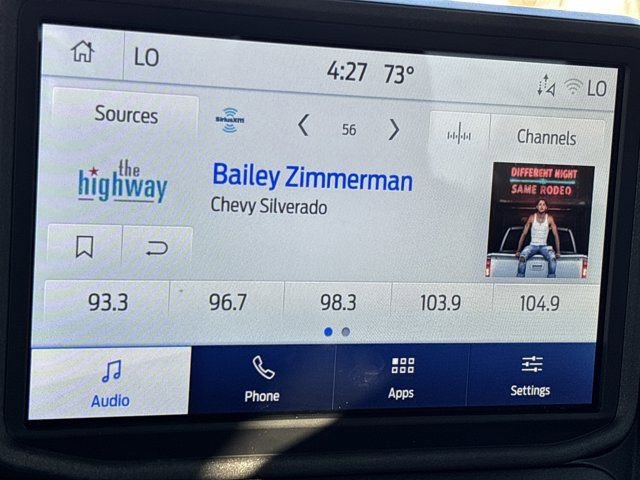 LO
4:27 73°
LO
Sources
SiriusXM
56
Channels
the
highway
Bailey Zimmerman
Chevy Silverado
DIFFERENT NIGHT
SAME RODEO
93.3
96.7
98.3
103.9
104.9
Audio
Phone
Apps
Settings